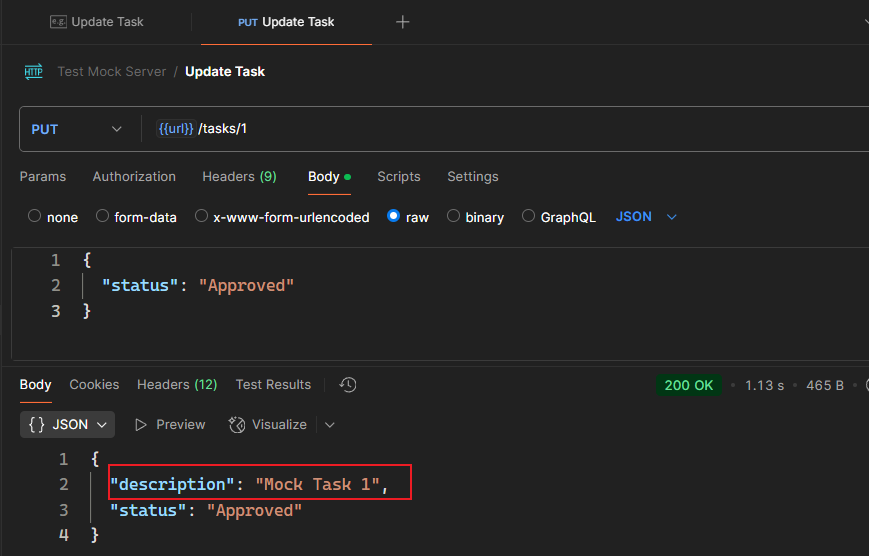 e.g. Update Task PUT Update Task +
HTTP Test Mock Server / Update Task
PUT {{url}} /tasks/1
Params Authorization Headers (9) Body Scripts Settings
none form-data x-www-form-urlencoded raw binary GraphQL JSON
1 {
2 "status": "Approved"
3 }
Body Cookies Headers (12) Test Results 200 OK • 1.13 s • 465 B •
{} JSON Preview Visualize
1 {
2 "description": "Mock Task 1",
3 "status": "Approved"
4 }